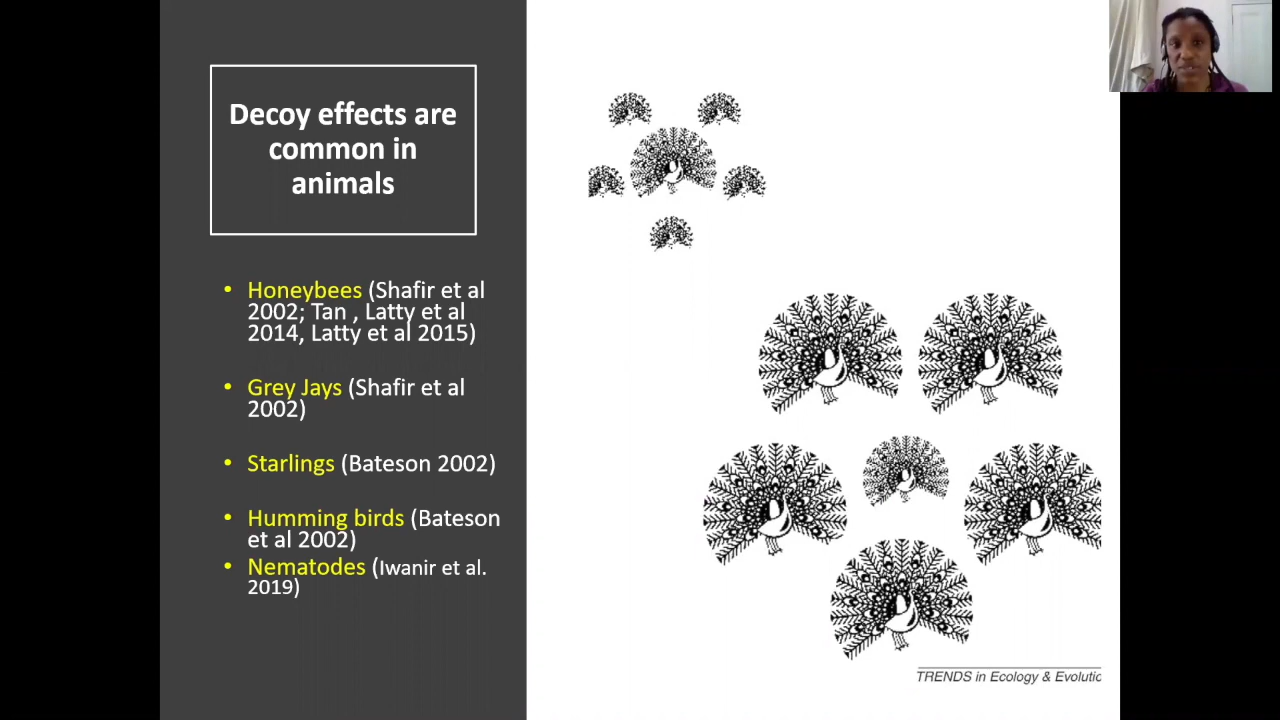 Decoy effects are
common in
animals
• Honeybees (Shafir et al
2002; Tan , Latty et al
2014, Latty et al 2015)
• Grey Jays (Shafir et al
2002)
• Starlings (Bateson 2002)
• Humming birds (Bateson
et al 2002)
• Nematodes (Iwanir et al.
2019)
TRENDS in Ecology & Evolutic